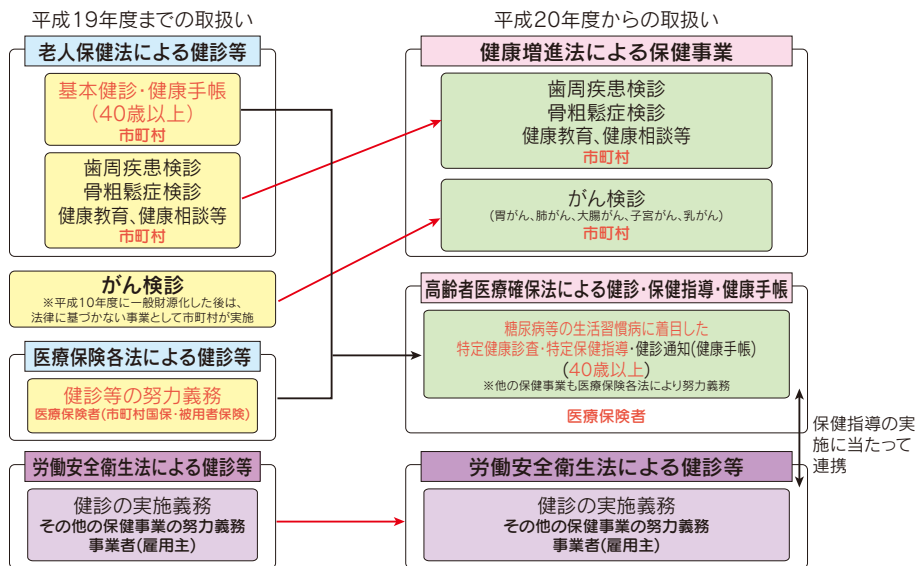 平成19年度までの取扱い
老人保健法による健診等
基本健診・健康手帳
(40歳以上)
市町村
歯周疾患検診
骨粗鬆症検診
健康教育、健康相談等
市町村
がん検診
※平成10年度に一般財源化した後は、
法律に基づかない事業として市町村が実施
医療保険各法による健診等
健診等の努力義務
医療保険者(市町村国保・被用者保険)
労働安全衛生法による健診等
健診の実施義務
その他の保健事業の努力義務
事業者(雇用主)
平成20年度からの取扱い
健康増進法による保健事業
歯周疾患検診
骨粗鬆症検診
健康教育、健康相談等
市町村
がん検診
(胃がん、肺がん、大腸がん、子宮がん、乳がん)
市町村
高齢者医療確保法による健診・保健指導・健康手帳
糖尿病等の生活習慣病に着目した
特定健康診査・特定保健指導・健診通知(健康手帳)
(40歳以上)
※他の保健事業も医療保険各法により努力義務
医療保険者
労働安全衛生法による健診等
健診の実施義務
その他の保健事業の努力義務
事業者(雇用主)
保健指導の実
施に当たって
連携